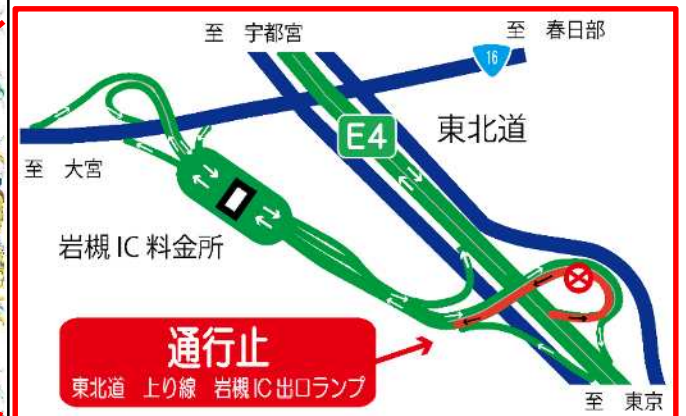 至 宇都宮
至 春日部
16
E4
東北道
至 大宮
岩槻 IC 料金所
通行止
東北道 上り線 岩槻IC出口ランプ
至 東京